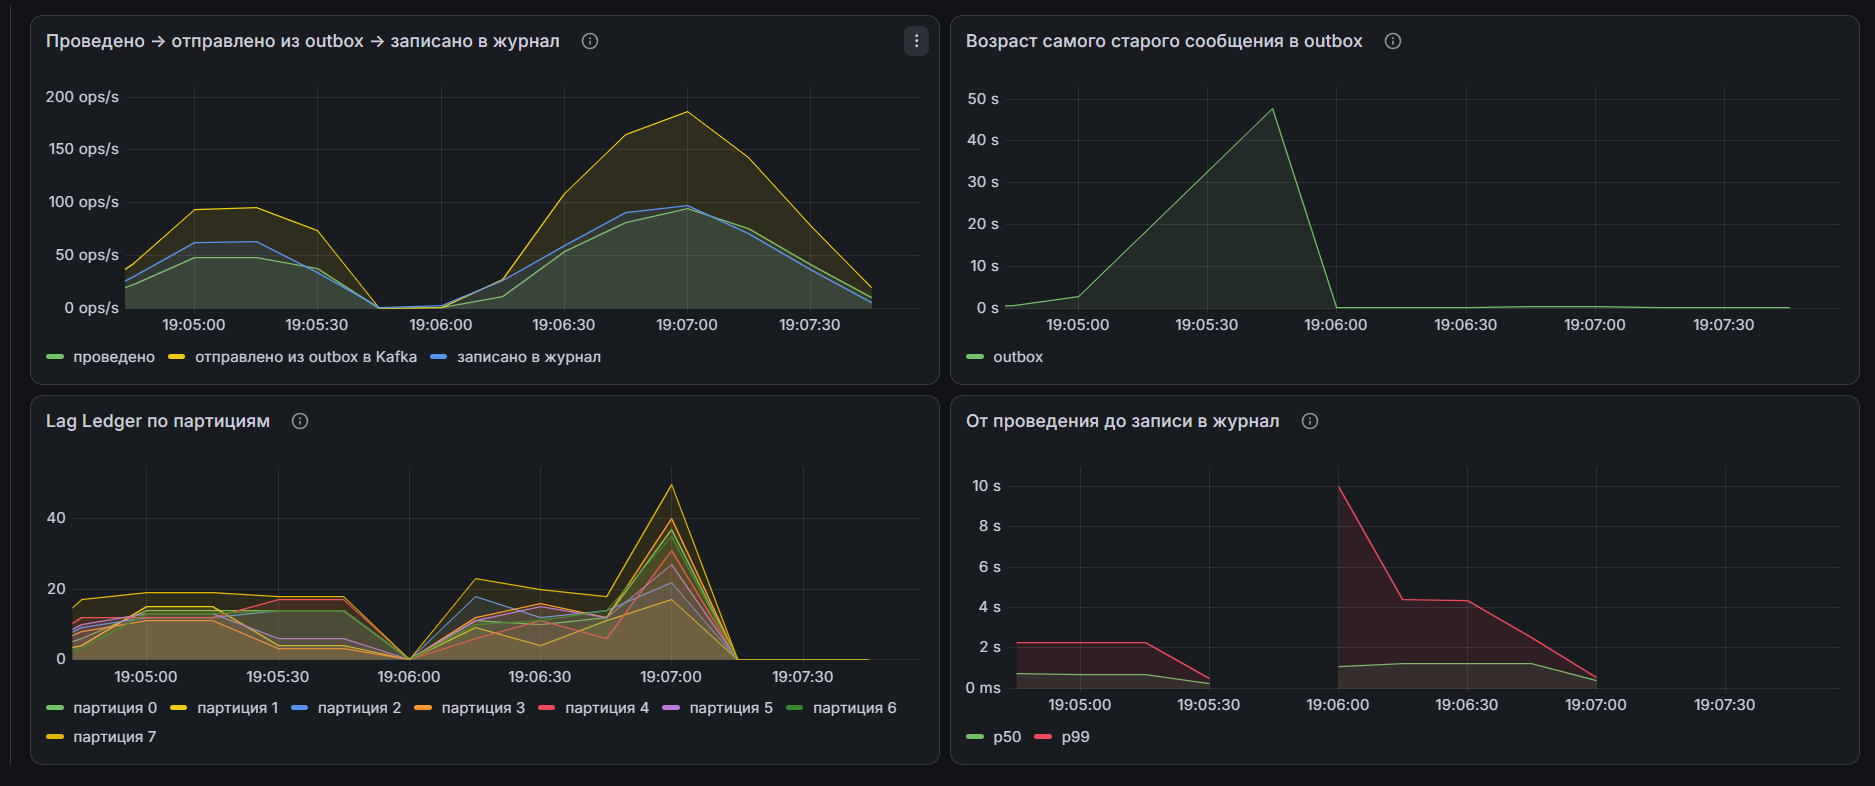 Проведено → отправлено из outbox → записано в журнал
200 ops/s
150 ops/s
100 ops/s
50 ops/s
0 ops/s
19:05:00 19:05:30 19:06:00 19:06:30 19:07:00 19:07:30
проведено отправлено из outbox в Kafka записано в журнал
Возраст самого старого сообщения в outbox
50 s
40 s
30 s
20 s
10 s
0 s
19:05:00 19:05:30 19:06:00 19:06:30 19:07:00 19:07:30
outbox
Lag Ledger по партициям
40
20
0
19:05:00 19:05:30 19:06:00 19:06:30 19:07:00 19:07:30
партиция 0 партиция 1 партиция 2 партиция 3 партиция 4 партиция 5 партиция 6
партиция 7
От проведения до записи в журнал
10 s
8 s
6 s
4 s
2 s
0 ms
19:05:00 19:05:30 19:06:00 19:06:30 19:07:00 19:07:30
p50 p99